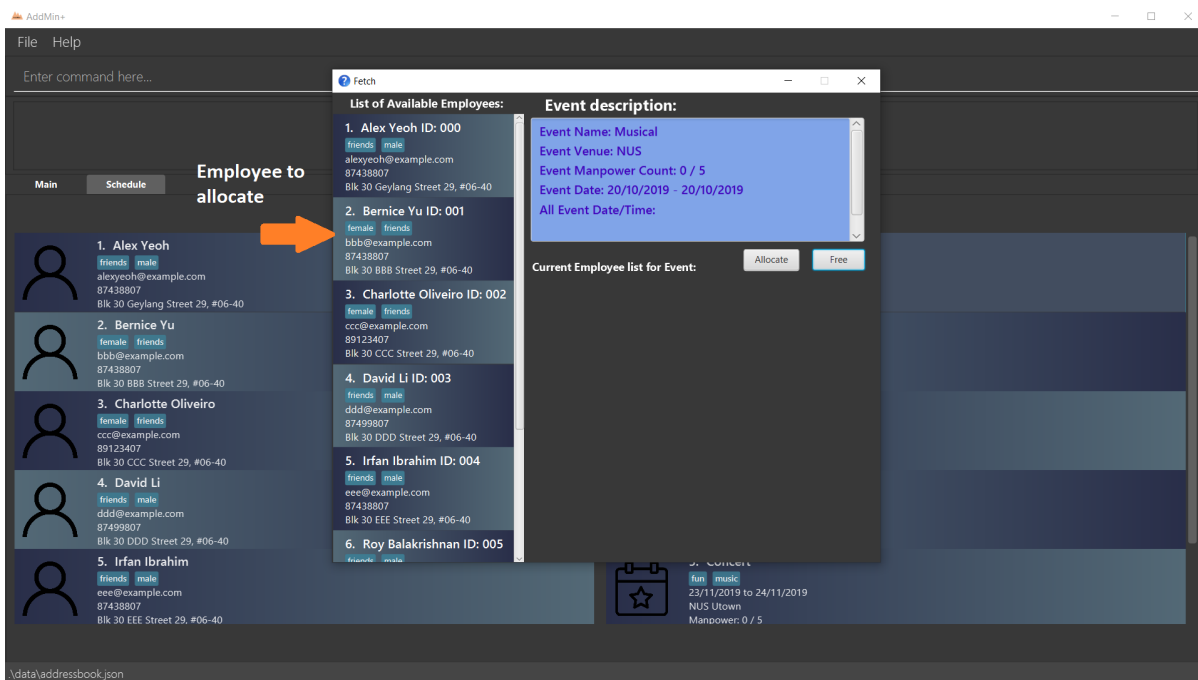 AddMin+
File Help
Enter command here...
Main Schedule
Employee to
allocate
1. Alex Yeoh
friends male
alexyeoh@example.com
87438807
Blk 30 Geylang Street 29, #06-40
2. Bernice Yu
female friends
bbb@example.com
87438807
Blk 30 BBB Street 29, #06-40
3. Charlotte Oliveiro
female friends
ccc@example.com
89123407
Blk 30 CCC Street 29, #06-40
4. David Li
friends male
ddd@example.com
87499807
Blk 30 DDD Street 29, #06-40
5. Irfan Ibrahim
friends male
eee@example.com
87438807
Blk 30 EEE Street 29, #06-40
Fetch
List of Available Employees:
1. Alex Yeoh ID: 000
friends male
alexyeoh@example.com
87438807
Blk 30 Geylang Street 29, #06-40
2. Bernice Yu ID: 001
female friends
bbb@example.com
87438807
Blk 30 BBB Street 29, #06-40
3. Charlotte Oliveiro ID: 002
female friends
ccc@example.com
89123407
Blk 30 CCC Street 29, #06-40
4. David Li ID: 003
friends male
ddd@example.com
87499807
Blk 30 DDD Street 29, #06-40
5. Irfan Ibrahim ID: 004
friends male
eee@example.com
87438807
Blk 30 EEE Street 29, #06-40
6. Roy Balakrishnan ID: 005
friends male
Event description:
Event Name: Musical
Event Venue: NUS
Event Manpower Count: 0 / 5
Event Date: 20/10/2019 - 20/10/2019
All Event Date/Time:
Current Employee list for Event:
Allocate Free
5. Concert
fun music
23/11/2019 to 24/11/2019
NUS Utown
Manpower: 0 / 5
.\data\addressbook.json